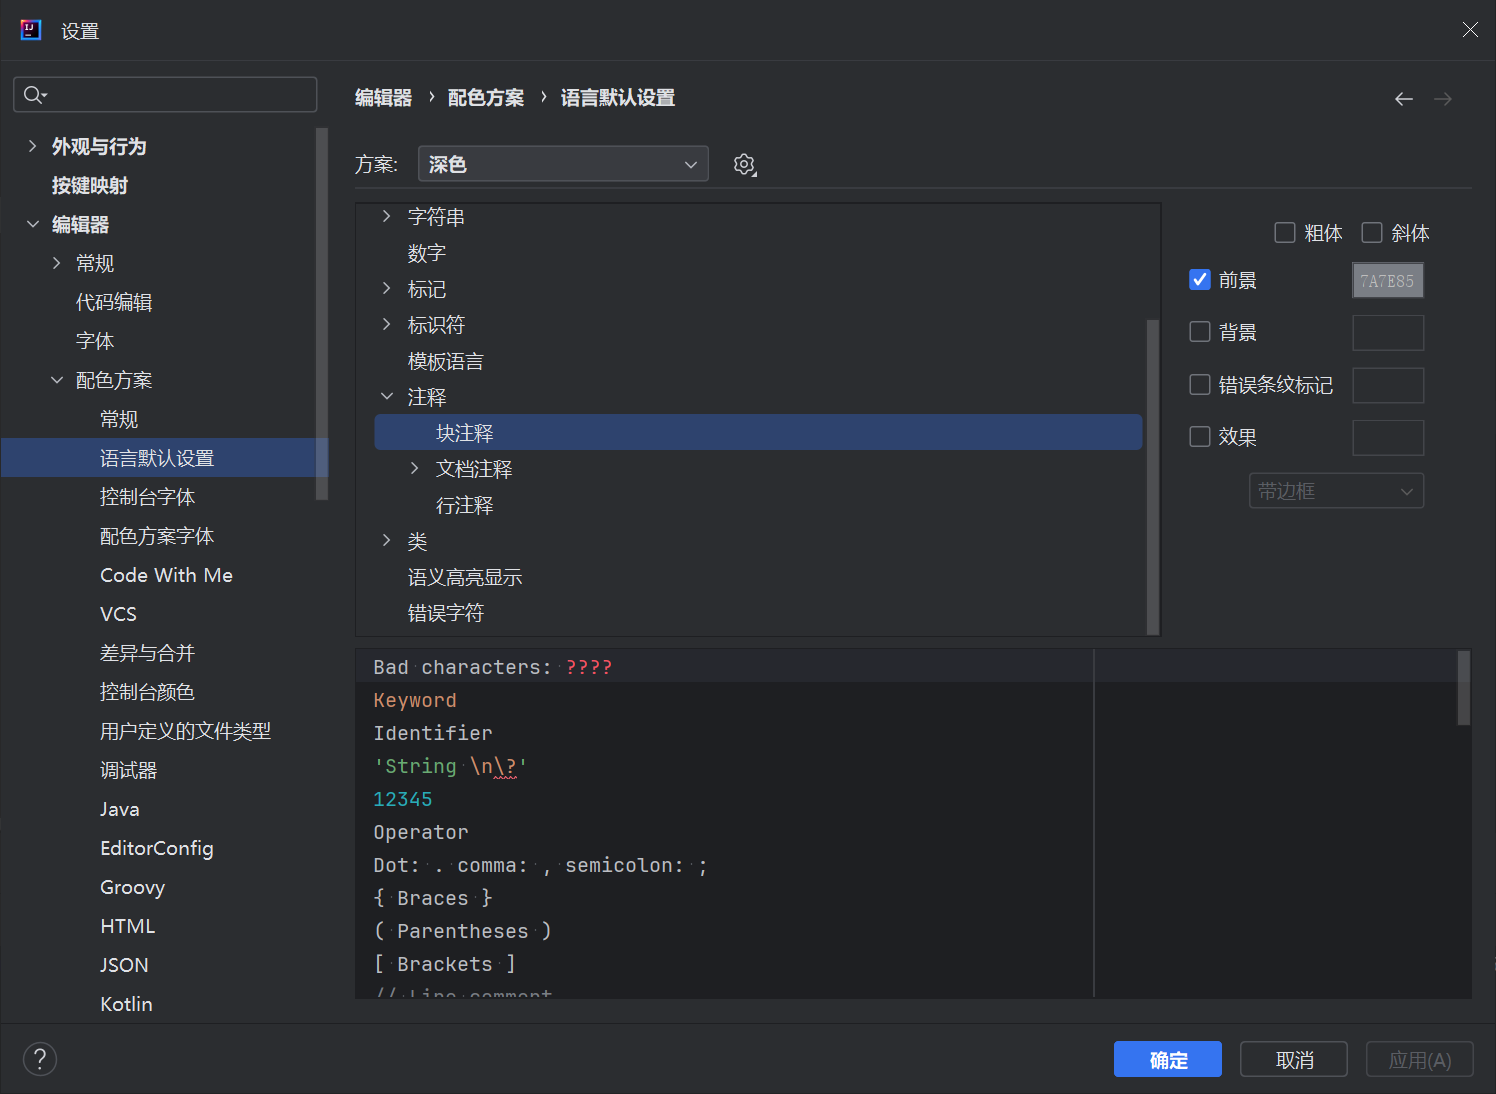 设置
外观与行为
按键映射
编辑器
常规
代码编辑
字体
配色方案
常规
语言默认设置
控制台字体
配色方案字体
Code With Me
VCS
差异与合并
控制台颜色
用户定义的文件类型
调试器
Java
EditorConfig
Groovy
HTML
JSON
Kotlin
编辑器 › 配色方案 › 语言默认设置
方案: 深色
字符串
数字
标记
标识符
模板语言
注释
块注释
文档注释
行注释
类
语义高亮显示
错误字符
粗体 斜体
前景 7A7E85
背景
错误条纹标记
效果
带边框
Bad characters: ????
Keyword
Identifier
'String \n\?'
12345
Operator
Dot: . comma: , semicolon: ;
{ Braces }
( Parentheses )
[ Brackets ]
// Line comment
? 确定 取消 应用(A)